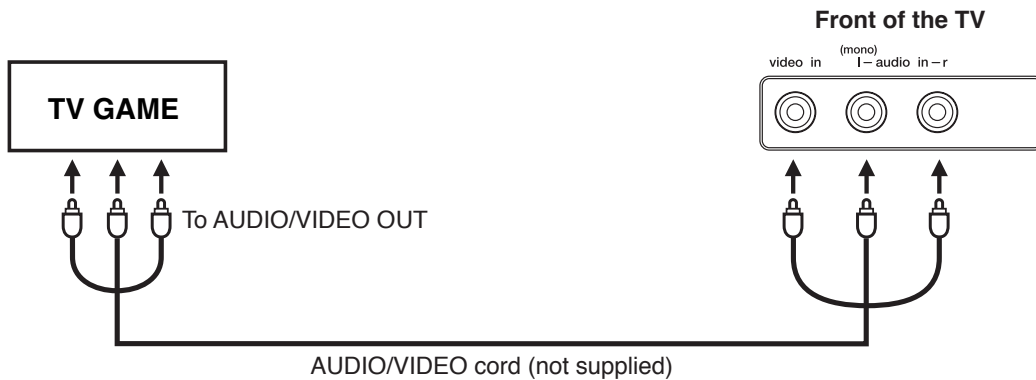 Front of the TV
(mono)
video in l – audio in – r
TV GAME
To AUDIO/VIDEO OUT
AUDIO/VIDEO cord (not supplied)